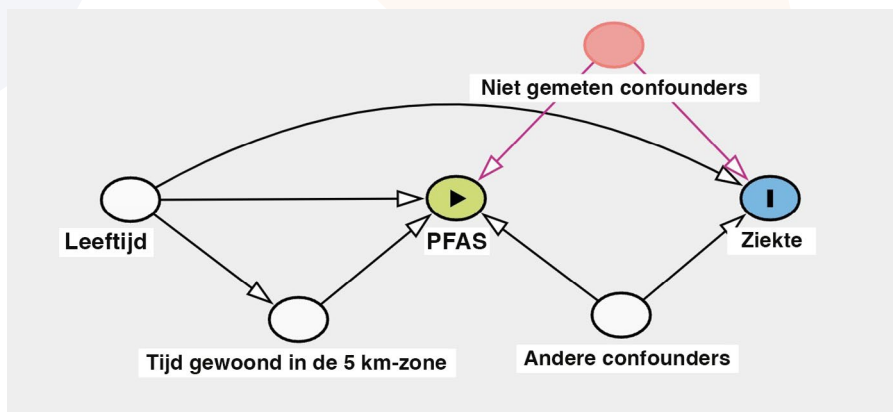 Niet gemeten confounders
Leeftijd
PFAS
Ziekte
Tijd gewoond in de 5 km-zone
Andere confounders